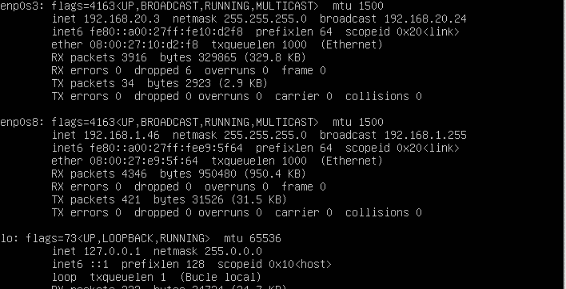 enp0s3: flags=4163<UP,BROADCAST,RUNNING,MULTICAST> mtu 1500
inet 192.168.20.3 netmask 255.255.255.0 broadcast 192.168.20.24
inet6 fe80::a00:27ff:fe10:d2f8 prefixlen 64 scopeid 0x20<link>
ether 08:00:27:10:d2:f8 txqueuelen 1000 (Ethernet)
RX packets 3916 bytes 329865 (329.8 KB)
RX errors 0 dropped 6 overruns 0 frame 0
TX packets 34 bytes 2923 (2.9 KB)
TX errors 0 dropped 0 overruns 0 carrier 0 collisions 0
enp0s8: flags=4163<UP,BROADCAST,RUNNING,MULTICAST> mtu 1500
inet 192.168.1.46 netmask 255.255.255.0 broadcast 192.168.1.255
inet6 fe80::a00:27ff:fee9:5f64 prefixlen 64 scopeid 0x20<link>
ether 08:00:27:e9:5f:64 txqueuelen 1000 (Ethernet)
RX packets 4346 bytes 950480 (950.4 KB)
RX errors 0 dropped 0 overruns 0 frame 0
TX packets 421 bytes 31526 (31.5 KB)
TX errors 0 dropped 0 overruns 0 carrier 0 collisions 0
lo: flags=73<UP,LOOPBACK,RUNNING> mtu 65536
inet 127.0.0.1 netmask 255.0.0.0
inet6 ::1 prefixlen 128 scopeid 0x10<host>
loop txqueuelen 1 (Bucle local)
RX packets